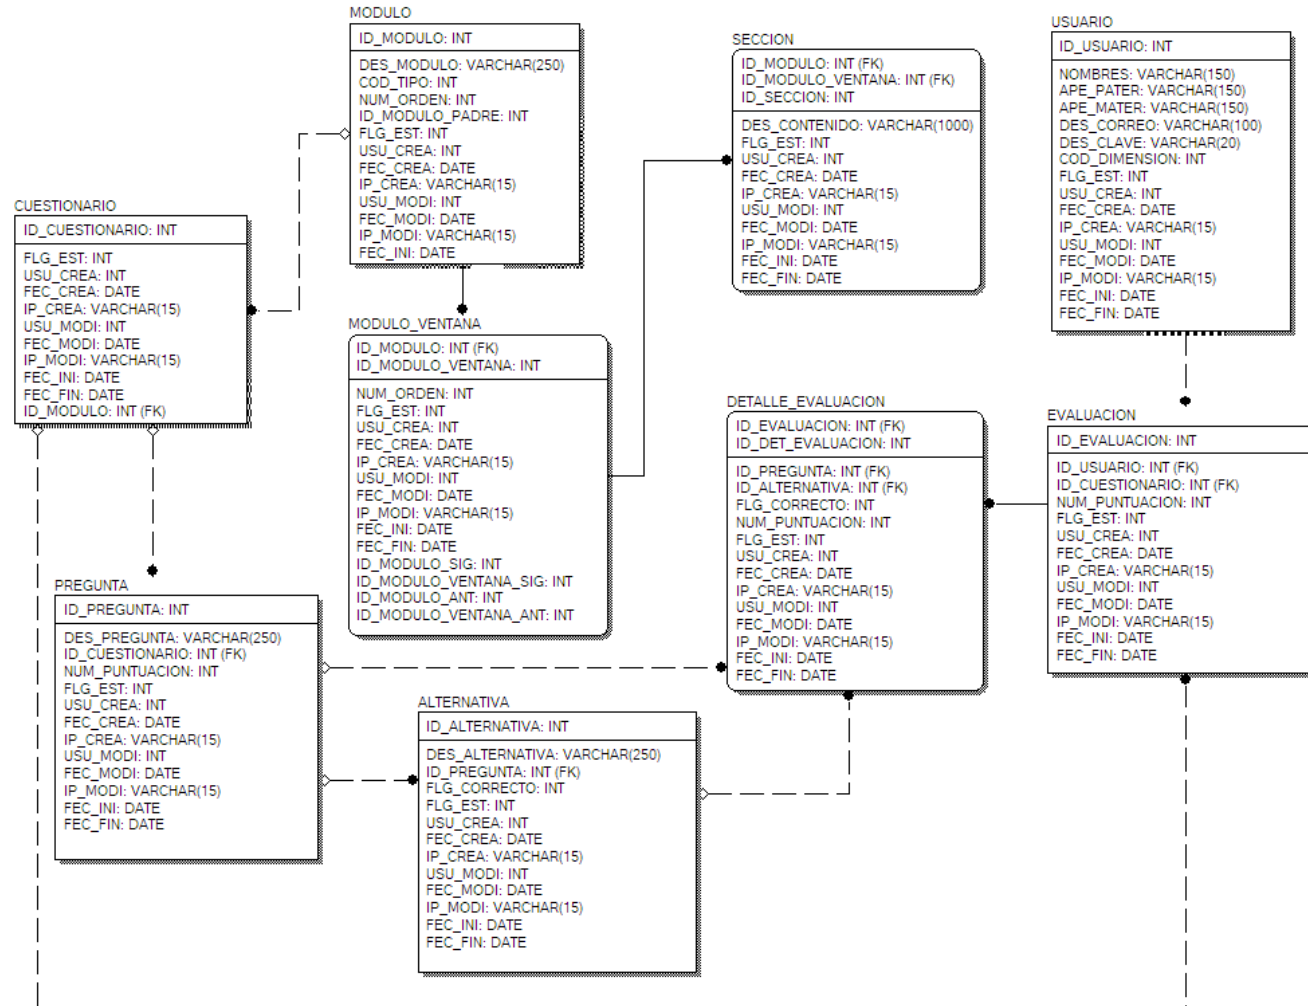 MODULO
ID_MODULO: INT
DES_MODULO: VARCHAR(250)
COD_TIPO: INT
NUM_ORDEN: INT
ID_MODULO_PADRE: INT
FLG_EST: INT
USU_CREA: INT
FEC_CREA: DATE
IP_CREA: VARCHAR(15)
USU_MODI: INT
FEC_MODI: DATE
IP_MODI: VARCHAR(15)
FEC_INI: DATE
SECCION
ID_MODULO: INT (FK)
ID_MODULO_VENTANA: INT (FK)
ID_SECCION: INT
DES_CONTENIDO: VARCHAR(1000)
FLG_EST: INT
USU_CREA: INT
FEC_CREA: DATE
IP_CREA: VARCHAR(15)
USU_MODI: INT
FEC_MODI: DATE
IP_MODI: VARCHAR(15)
FEC_INI: DATE
FEC_FIN: DATE
USUARIO
ID_USUARIO: INT
NOMBRES: VARCHAR(150)
APE_PATER: VARCHAR(150)
APE_MATER: VARCHAR(150)
DES_CORREO: VARCHAR(100)
DES_CLAVE: VARCHAR(20)
COD_DIMENSION: INT
FLG_EST: INT
USU_CREA: INT
FEC_CREA: DATE
IP_CREA: VARCHAR(15)
USU_MODI: INT
FEC_MODI: DATE
IP_MODI: VARCHAR(15)
FEC_INI: DATE
FEC_FIN: DATE
CUESTIONARIO
ID_CUESTIONARIO: INT
FLG_EST: INT
USU_CREA: INT
FEC_CREA: DATE
IP_CREA: VARCHAR(15)
USU_MODI: INT
FEC_MODI: DATE
IP_MODI: VARCHAR(15)
FEC_INI: DATE
FEC_FIN: DATE
ID_MODULO: INT (FK)
MODULO_VENTANA
ID_MODULO: INT (FK)
ID_MODULO_VENTANA: INT
NUM_ORDEN: INT
FLG_EST: INT
USU_CREA: INT
FEC_CREA: DATE
IP_CREA: VARCHAR(15)
USU_MODI: INT
FEC_MODI: DATE
IP_MODI: VARCHAR(15)
FEC_INI: DATE
FEC_FIN: DATE
ID_MODULO_SIG: INT
ID_MODULO_VENTANA_SIG: INT
ID_MODULO_ANT: INT
ID_MODULO_VENTANA_ANT: INT
DETALLE_EVALUACION
ID_EVALUACION: INT (FK)
ID_DET_EVALUACION: INT
ID_PREGUNTA: INT (FK)
ID_ALTERNATIVA: INT (FK)
FLG_CORRECTO: INT
NUM_PUNTUACION: INT
FLG_EST: INT
USU_CREA: INT
FEC_CREA: DATE
IP_CREA: VARCHAR(15)
USU_MODI: INT
FEC_MODI: DATE
IP_MODI: VARCHAR(15)
FEC_INI: DATE
FEC_FIN: DATE
EVALUACION
ID_EVALUACION: INT
ID_USUARIO: INT (FK)
ID_CUESTIONARIO: INT (FK)
NUM_PUNTUACION: INT
FLG_EST: INT
USU_CREA: INT
FEC_CREA: DATE
IP_CREA: VARCHAR(15)
USU_MODI: INT
FEC_MODI: DATE
IP_MODI: VARCHAR(15)
FEC_INI: DATE
FEC_FIN: DATE
PREGUNTA
ID_PREGUNTA: INT
DES_PREGUNTA: VARCHAR(250)
ID_CUESTIONARIO: INT (FK)
NUM_PUNTUACION: INT
FLG_EST: INT
USU_CREA: INT
FEC_CREA: DATE
IP_CREA: VARCHAR(15)
USU_MODI: INT
FEC_MODI: DATE
IP_MODI: VARCHAR(15)
FEC_INI: DATE
FEC_FIN: DATE
ALTERNATIVA
ID_ALTERNATIVA: INT
DES_ALTERNATIVA: VARCHAR(250)
ID_PREGUNTA: INT (FK)
FLG_CORRECTO: INT
FLG_EST: INT
USU_CREA: INT
FEC_CREA: DATE
IP_CREA: VARCHAR(15)
USU_MODI: INT
FEC_MODI: DATE
IP_MODI: VARCHAR(15)
FEC_INI: DATE
FEC_FIN: DATE